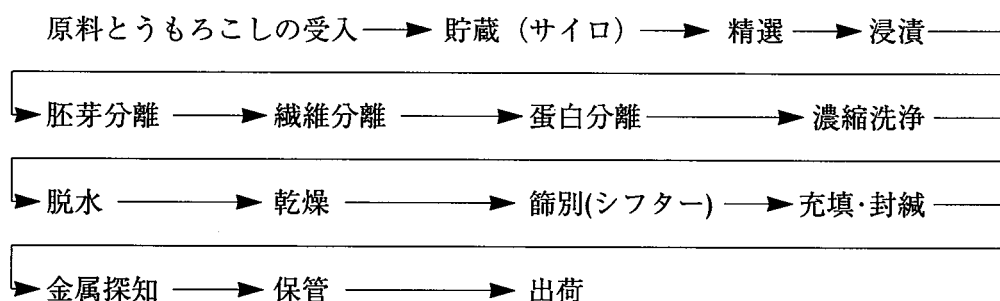 原料とうもろこしの受入 貯蔵（サイロ） 精選 浸漬
胚芽分離 繊維分離 蛋白分離 濃縮洗浄
脱水 乾燥 篩別(シフター) 充填·封緘
金属探知 保管 出荷